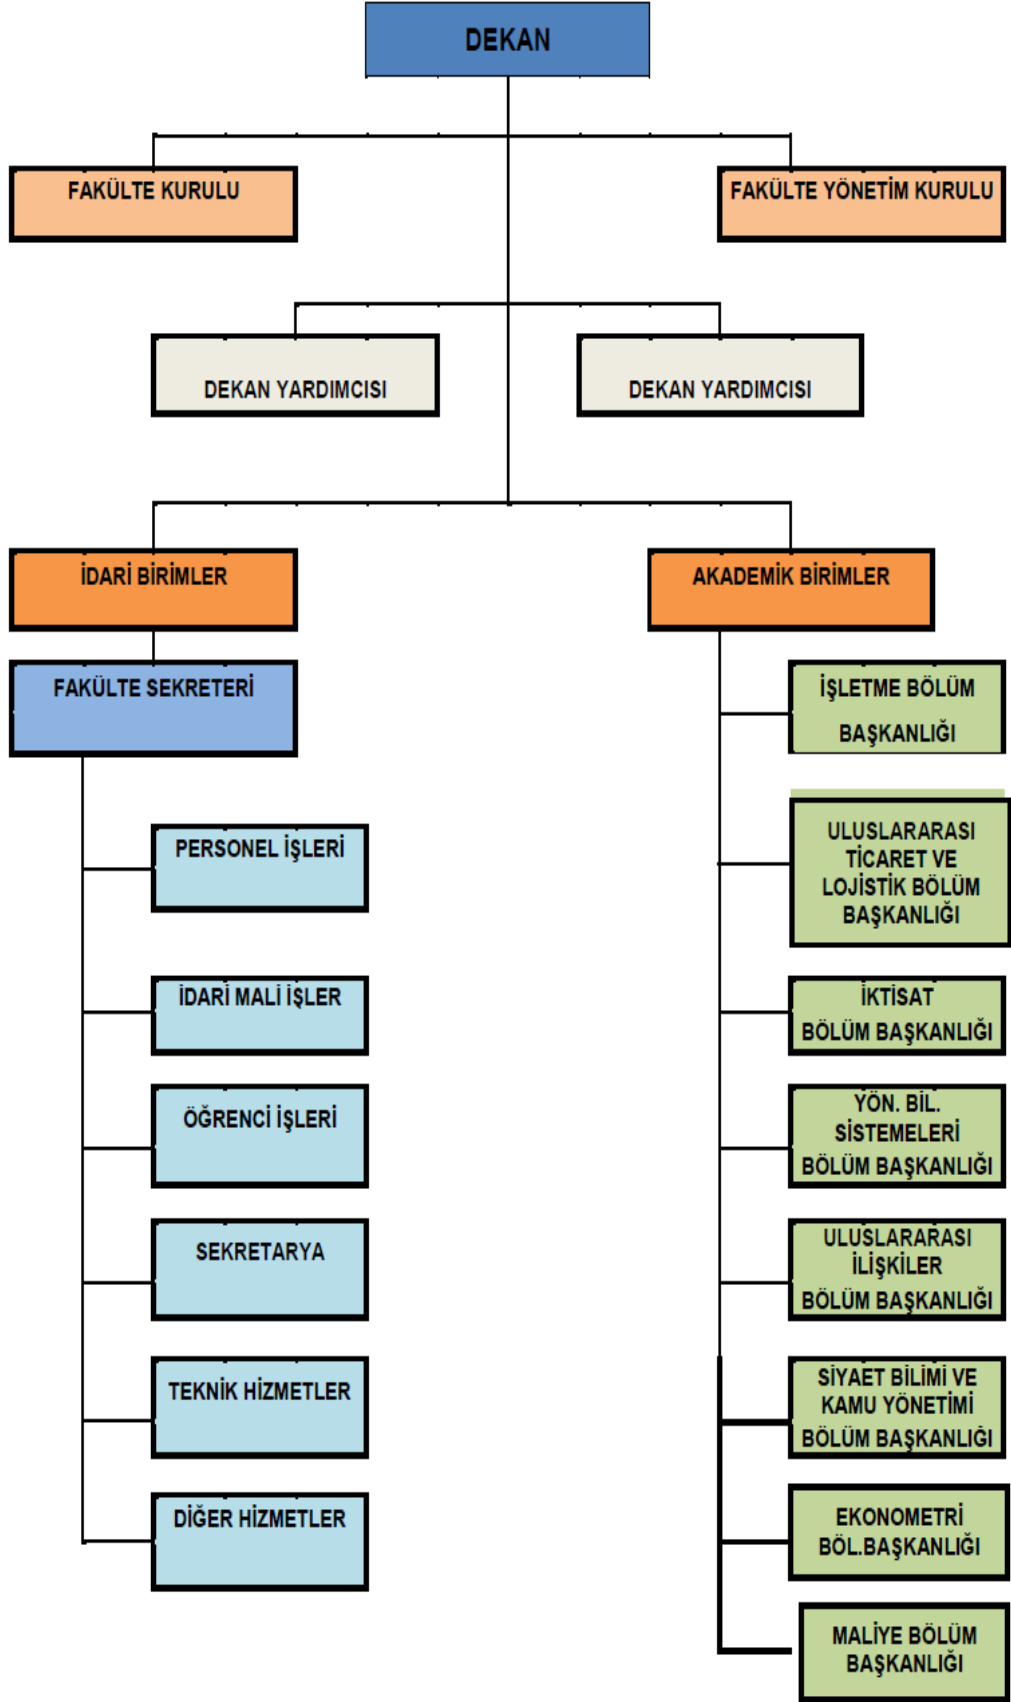 DEKAN
FAKÜLTE KURULU
FAKÜLTE YÖNETİM KURULU
DEKAN YARDIMCISI
DEKAN YARDIMCISI
İDARİ BİRİMLER
AKADEMİK BİRİMLER
FAKÜLTE SEKRETERİ
PERSONEL İŞLERİ
İDARİ MALİ İŞLER
ÖĞRENCİ İŞLERİ
SEKRETARYA
TEKNİK HİZMETLER
DİĞER HİZMETLER
İŞLETME BÖLÜM
BAŞKANLIĞI
ULUSLARARASI
TİCARET VE
LOJİSTİK BÖLÜM
BAŞKANLIĞI
İKTİSAT
BÖLÜM BAŞKANLIĞI
YÖN. BİL.
SİSTEMELERİ
BÖLÜM BAŞKANLIĞI
ULUSLARARASI
İLİŞKİLER
BÖLÜM BAŞKANLIĞI
SİYAET BİLİMİ VE
KAMU YÖNETİMİ
BÖLÜM BAŞKANLIĞI
EKONOMETRİ
BÖL.BAŞKANLIĞI
MALİYE BÖLÜM
BAŞKANLIĞI